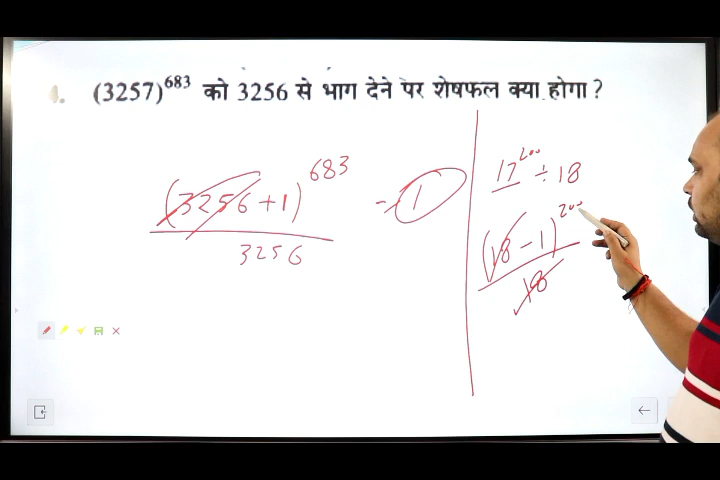 4. (3257)^683 को 3256 से भाग देने पर शेषफल क्या होगा ?
(3256 + 1)^683
3256
→ 1
17^200 ÷ 18
(18 - 1)^200
18